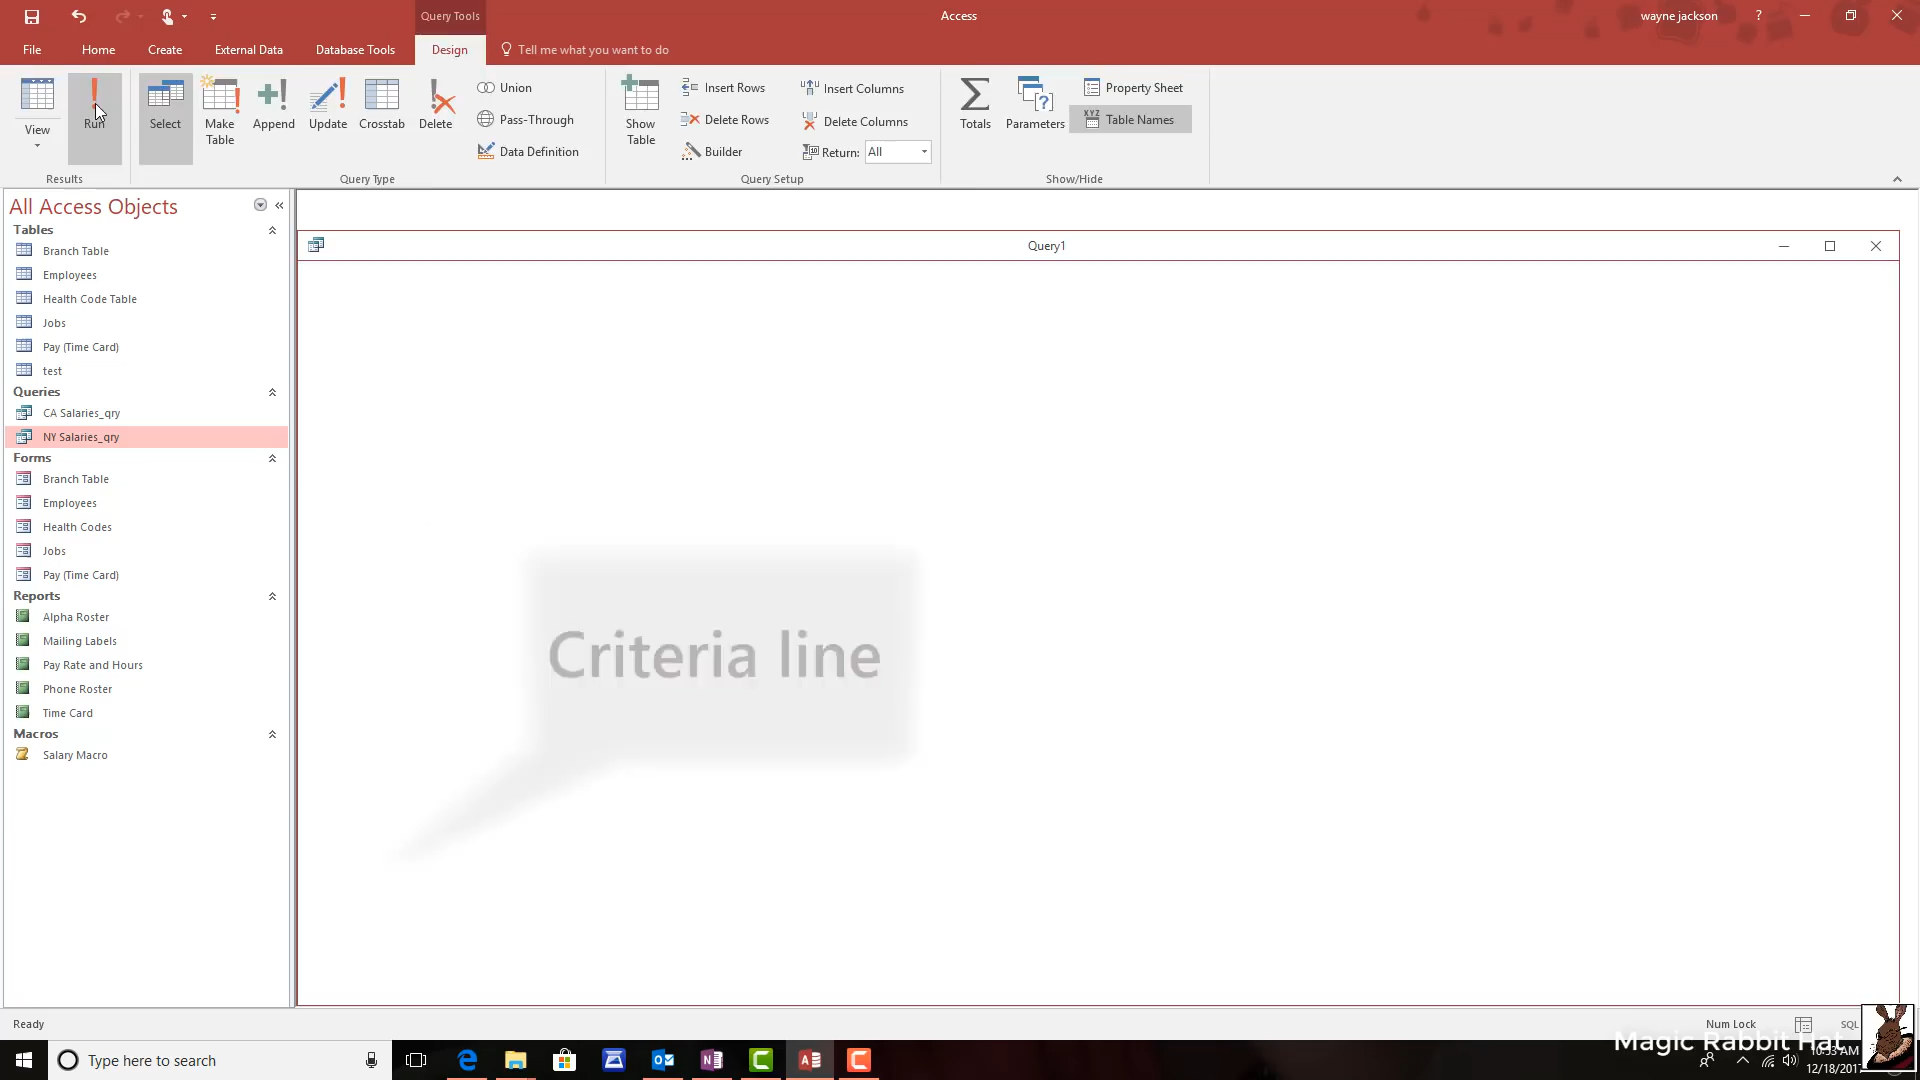 Query Tools
Access
wayne jackson
?
File
Home
Create
External Data
Database Tools
Design
Tell me what you want to do
View
Run
Select
Make
Table
Append
Update
Crosstab
Delete
Union
Pass-Through
Data Definition
Show
Table
Insert Rows
Delete Rows
Builder
Insert Columns
Delete Columns
Return:
All
Totals
Parameters
Property Sheet
XYZ
Table Names
Results
Query Type
Query Setup
Show/Hide
All Access Objects
Tables
Branch Table
Employees
Health Code Table
Jobs
Pay (Time Card)
test
Queries
CA Salaries_qry
NY Salaries_qry
Forms
Branch Table
Employees
Health Codes
Jobs
Pay (Time Card)
Reports
Alpha Roster
Mailing Labels
Pay Rate and Hours
Phone Roster
Time Card
Macros
Salary Macro
Query1
Criteria line
Ready
Num Lock
SQL
Magic Rabbit Hat
Type here to search
10:53 AM
12/18/2017